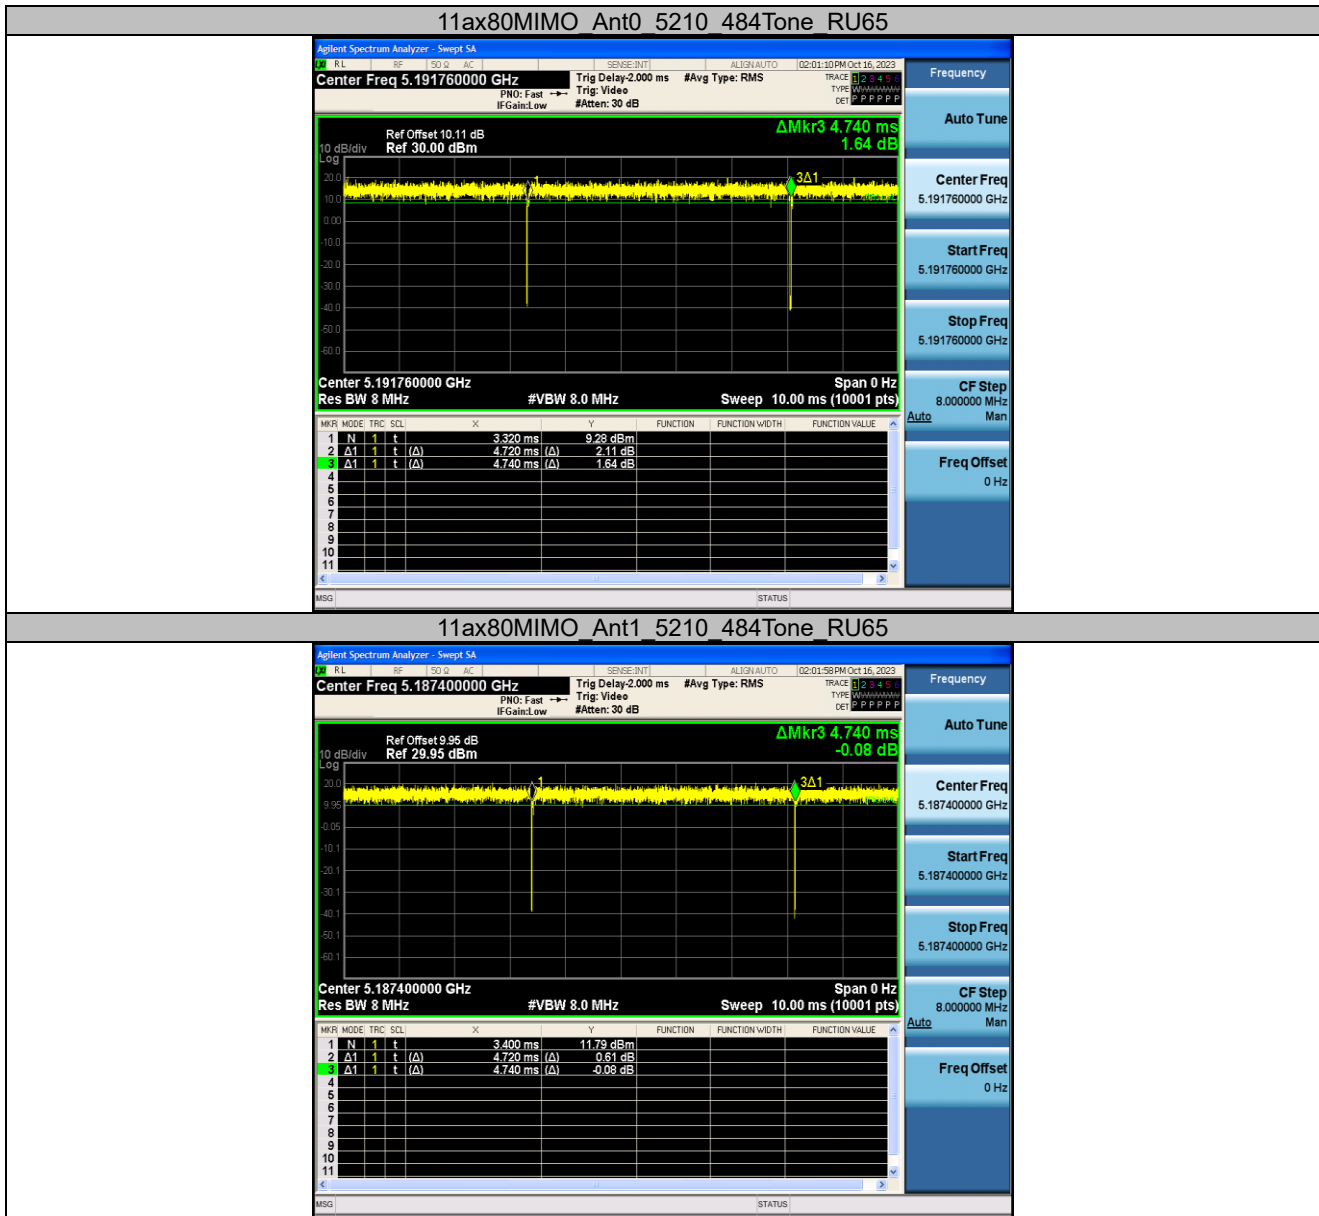 11ax80MIMO_Ant0_5210_484Tone_RU65
Agilent Spectrum Analyzer - Swept SA
RL RF 50 Ω AC SENSE:INT ALIGN AUTO 02:01:10 PM Oct 16, 2023
Center Freq 5.191760000 GHz
PNO: Fast
IFGain:Low
Trig Delay-2.000 ms
Trig: Video
#Atten: 30 dB
#Avg Type: RMS
TRACE 1 2 3 4 5 6
TYPE
DET P P P P P P
Frequency
Auto Tune
Center Freq
5.191760000 GHz
Start Freq
5.191760000 GHz
Stop Freq
5.191760000 GHz
CF Step
8.000000 MHz
Auto Man
Freq Offset
0 Hz
ΔMkr3 4.740 ms
1.64 dB
Ref Offset 10.11 dB
10 dB/div Ref 30.00 dBm
Log
20.0
10.0
0.00
-10.0
-20.0
-30.0
-40.0
-50.0
-60.0
1
3Δ1
Center 5.191760000 GHz Span 0 Hz
Res BW 8 MHz #VBW 8.0 MHz Sweep 10.00 ms (10001 pts)
MKR MODE TRC SCL X Y FUNCTION FUNCTION WIDTH FUNCTION VALUE
1 N 1 t 3.320 ms 9.28 dBm
2 Δ1 1 t (Δ) 4.720 ms (Δ) 2.11 dB
3 Δ1 1 t (Δ) 4.740 ms (Δ) 1.64 dB
4
5
6
7
8
9
10
11
MSG STATUS
11ax80MIMO_Ant1_5210_484Tone_RU65
Agilent Spectrum Analyzer - Swept SA
RL RF 50 Ω AC SENSE:INT ALIGN AUTO 02:01:58 PM Oct 16, 2023
Center Freq 5.187400000 GHz
PNO: Fast
IFGain:Low
Trig Delay-2.000 ms
Trig: Video
#Atten: 30 dB
#Avg Type: RMS
TRACE 1 2 3 4 5 6
TYPE
DET P P P P P P
Frequency
Auto Tune
Center Freq
5.187400000 GHz
Start Freq
5.187400000 GHz
Stop Freq
5.187400000 GHz
CF Step
8.000000 MHz
Auto Man
Freq Offset
0 Hz
ΔMkr3 4.740 ms
-0.08 dB
Ref Offset 9.95 dB
10 dB/div Ref 29.95 dBm
Log
20.0
9.95
-0.05
-10.1
-20.1
-30.1
-40.1
-50.1
-60.1
1
3Δ1
Center 5.187400000 GHz Span 0 Hz
Res BW 8 MHz #VBW 8.0 MHz Sweep 10.00 ms (10001 pts)
MKR MODE TRC SCL X Y FUNCTION FUNCTION WIDTH FUNCTION VALUE
1 N 1 t 3.400 ms 11.79 dBm
2 Δ1 1 t (Δ) 4.720 ms (Δ) 0.61 dB
3 Δ1 1 t (Δ) 4.740 ms (Δ) -0.08 dB
4
5
6
7
8
9
10
11
MSG STATUS